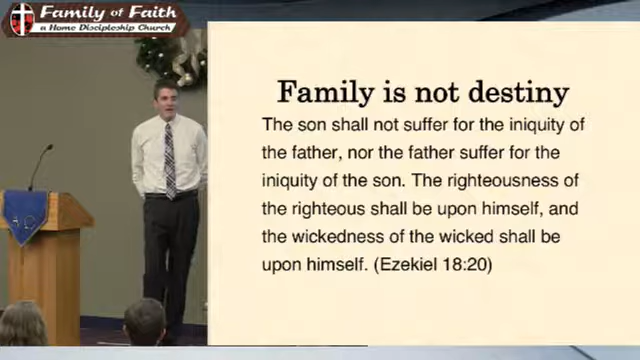 Family of Faith
a Home Discipleship Church
Family is not destiny
The son shall not suffer for the iniquity of
the father, nor the father suffer for the
iniquity of the son. The righteousness of
the righteous shall be upon himself, and
the wickedness of the wicked shall be
upon himself. (Ezekiel 18:20)